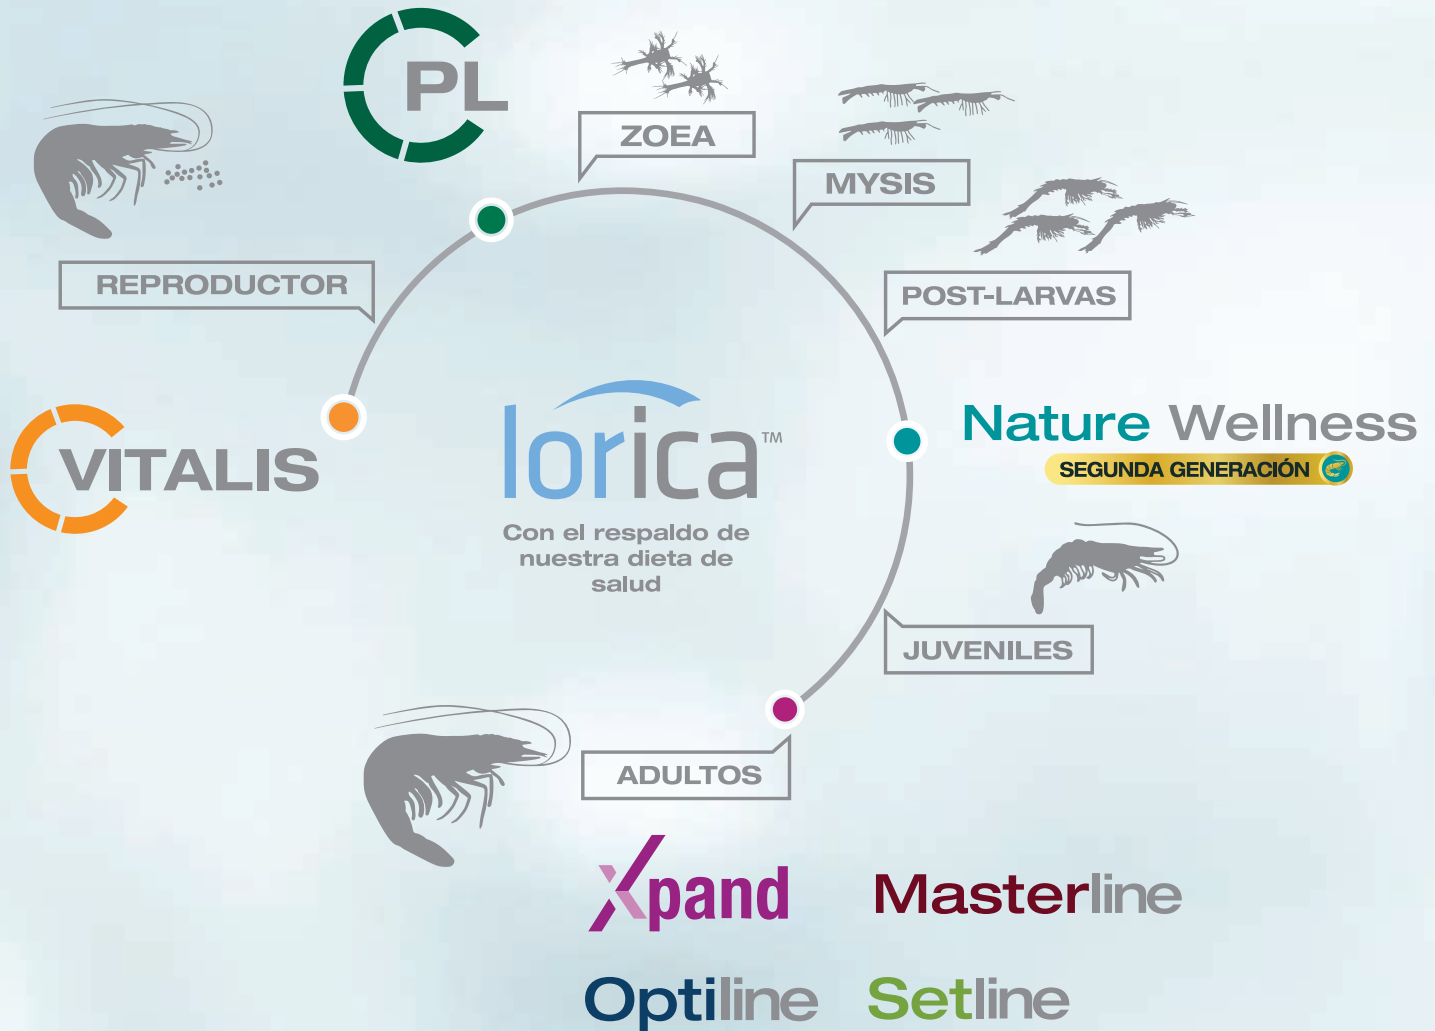 PL
ZOEA
MYSIS
REPRODUCTOR
POST-LARVAS
VITALIS
lorica™
Con el respaldo de
nuestra dieta de
salud
Nature Wellness
SEGUNDA GENERACIÓN
JUVENILES
ADULTOS
Xpand
Masterline
Optiline
Setline